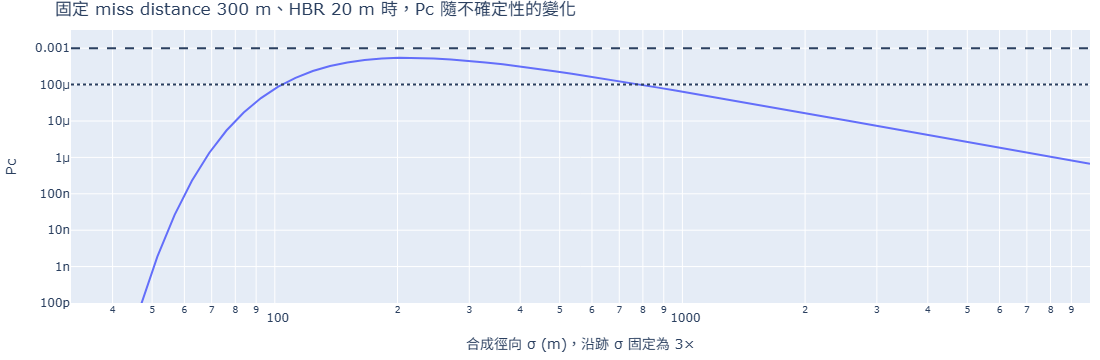 固定 miss distance 300 m、HBR 20 m 時，Pc 隨不確定性的變化
0.001
100μ
10μ
1μ
100n
10n
1n
100p
Pc
4 5 6 7 8 9 100 2 3 4 5 6 7 8 9 1000 2 3 4 5 6 7 8 9
合成徑向 σ (m)，沿跡 σ 固定為 3×